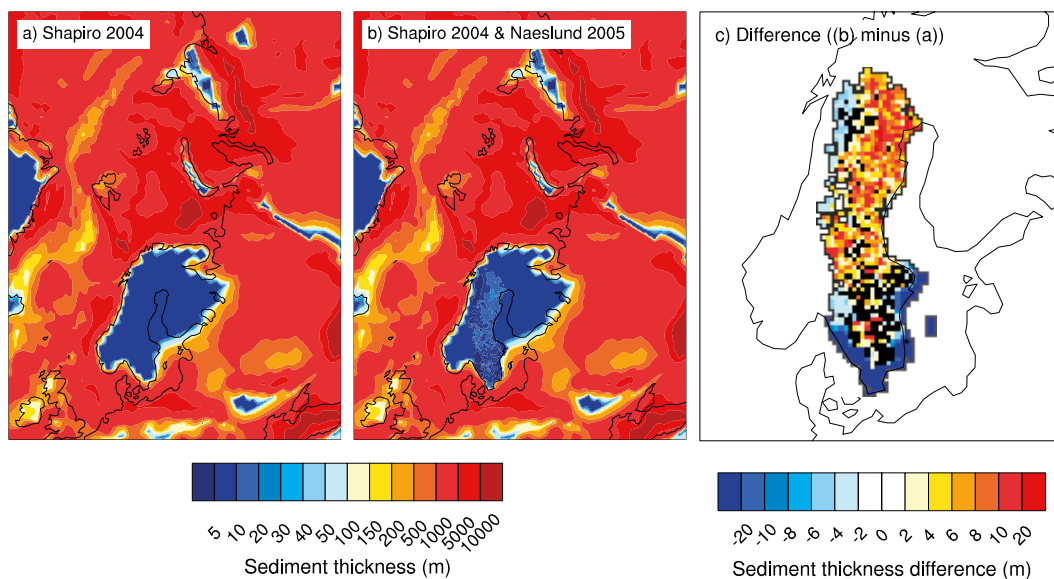 a) Shapiro 2004
b) Shapiro 2004 & Naeslund 2005
c) Difference ((b) minus (a))
5 10 20 30 40 50 100 150 200 500 1000 5000 10000
Sediment thickness (m)
-20 -10 -8 -6 -4 -2 0 2 4 6 8 10 20
Sediment thickness difference (m)